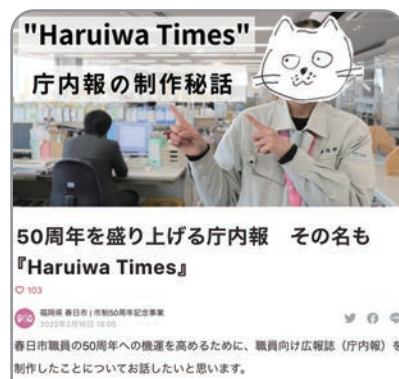 "Haruiwa Times"
庁内報の制作秘話
50周年を盛り上げる庁内報　その名も
『Haruiwa Times』
103
福岡県 春日市 | 市制50周年記念事業
2022年2月16日 18:05
春日市職員の50周年への機運を高めるために、職員向け広報誌（庁内報）を
制作したことについてお話したいと思います。